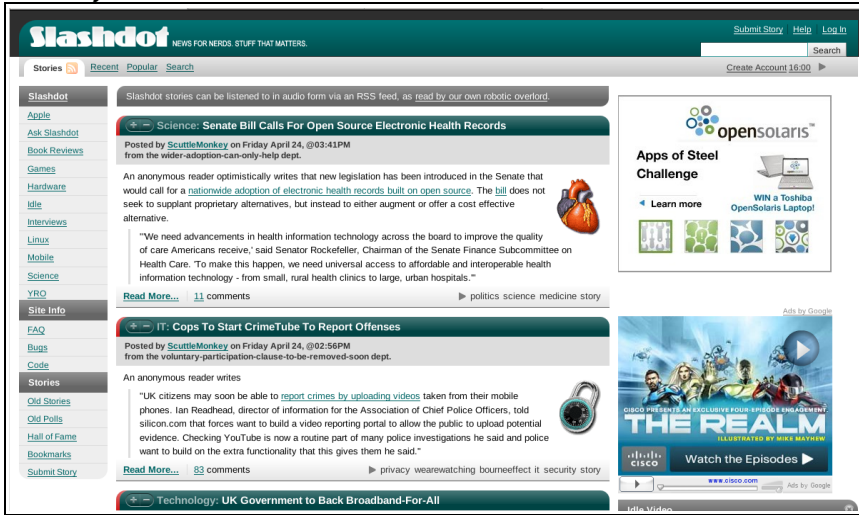 Slashdot NEWS FOR NERDS. STUFF THAT MATTERS.
Submit Story Help Log In
Search
Stories Recent Popular Search
Create Account 16:00
Slashdot
Apple
Ask Slashdot
Book Reviews
Games
Hardware
Idle
Interviews
Linux
Mobile
Science
YRO
Site Info
FAQ
Bugs
Code
Stories
Old Stories
Old Polls
Hall of Fame
Bookmarks
Submit Story
Slashdot stories can be listened to in audio form via an RSS feed, as read by our own robotic overlord.
Science: Senate Bill Calls For Open Source Electronic Health Records
Posted by ScuttleMonkey on Friday April 24, @03:41PM
from the wider-adoption-can-only-help dept.
An anonymous reader optimistically writes that new legislation has been introduced in the Senate that
would call for a nationwide adoption of electronic health records built on open source. The bill does not
seek to supplant proprietary alternatives, but instead to either augment or offer a cost effective
alternative.
"'We need advancements in health information technology across the board to improve the quality
of care Americans receive,' said Senator Rockefeller, Chairman of the Senate Finance Subcommittee on
Health Care. 'To make this happen, we need universal access to affordable and interoperable health
information technology - from small, rural health clinics to large, urban hospitals.'"
Read More... 11 comments
politics science medicine story
IT: Cops To Start CrimeTube To Report Offenses
Posted by ScuttleMonkey on Friday April 24, @02:56PM
from the voluntary-participation-clause-to-be-removed-soon dept.
An anonymous reader writes
"UK citizens may soon be able to report crimes by uploading videos taken from their mobile
phones. Ian Readhead, director of information for the Association of Chief Police Officers, told
silicon.com that forces want to build a video reporting portal to allow the public to upload potential
evidence. Checking YouTube is now a routine part of many police investigations he said and police
want to build on the extra functionality that this gives them he said."
Read More... 83 comments
privacy wearewatching bourneeffect it security story
Technology: UK Government to Back Broadband-For-All
opensolaris™
Apps of Steel
Challenge
Learn more
WIN a Toshiba
OpenSolaris Laptop!
Ads by Google
CISCO PRESENTS AN EXCLUSIVE FOUR-EPISODE ENGAGEMENT
THE REALM
ILLUSTRATED BY MIKE MAYHEW
CISCO
Watch the Episodes
www.cisco.com
Ads by Google
Idle Video